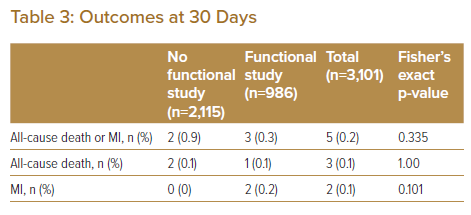 Table 3: Outcomes at 30 Days
No functional study (n=2,115) Functional study (n=986) Total (n=3,101) Fisher's exact p-value
All-cause death or MI, n (%) 2 (0.9) 3 (0.3) 5 (0.2) 0.335
All-cause death, n (%) 2 (0.1) 1 (0.1) 3 (0.1) 1.00
MI, n (%) 0 (0) 2 (0.2) 2 (0.1) 0.101